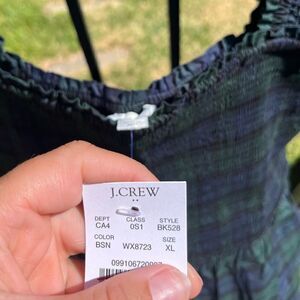 J.CREW
DEPT CLASS STYLE
CA4 0S1 BK528
COLOR SIZE
BSN WX8723 XL